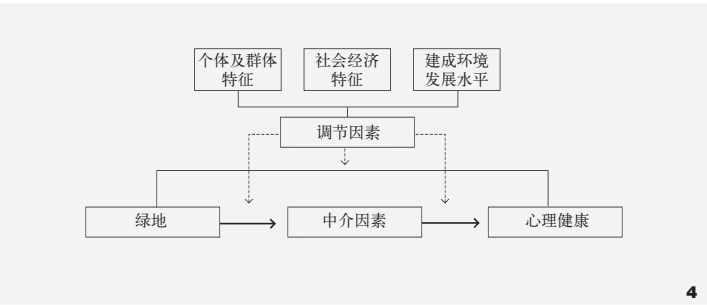 个体及群体
特征
社会经济
特征
建成环境
发展水平
调节因素
绿地
中介因素
心理健康
4